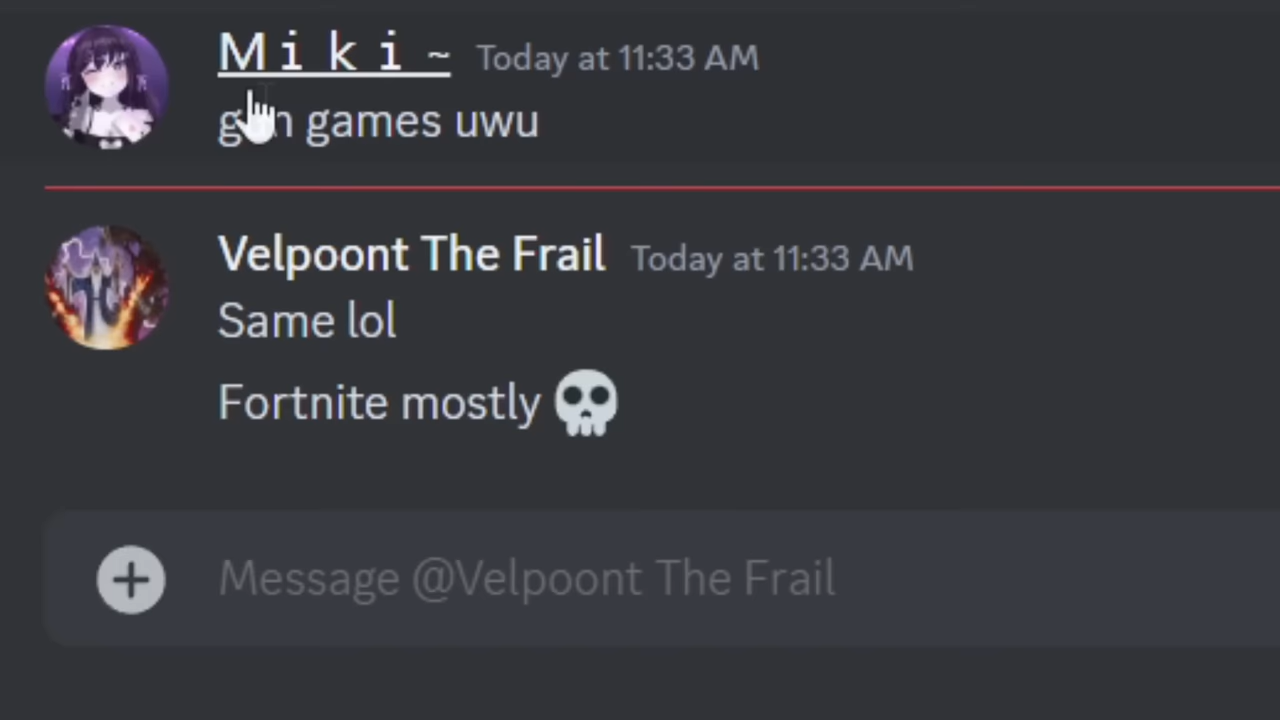 M i k i ~ Today at 11:33 AM
games uwu
Velpoont The Frail Today at 11:33 AM
Same lol
Fortnite mostly 💀
Message @Velpoont The Frail